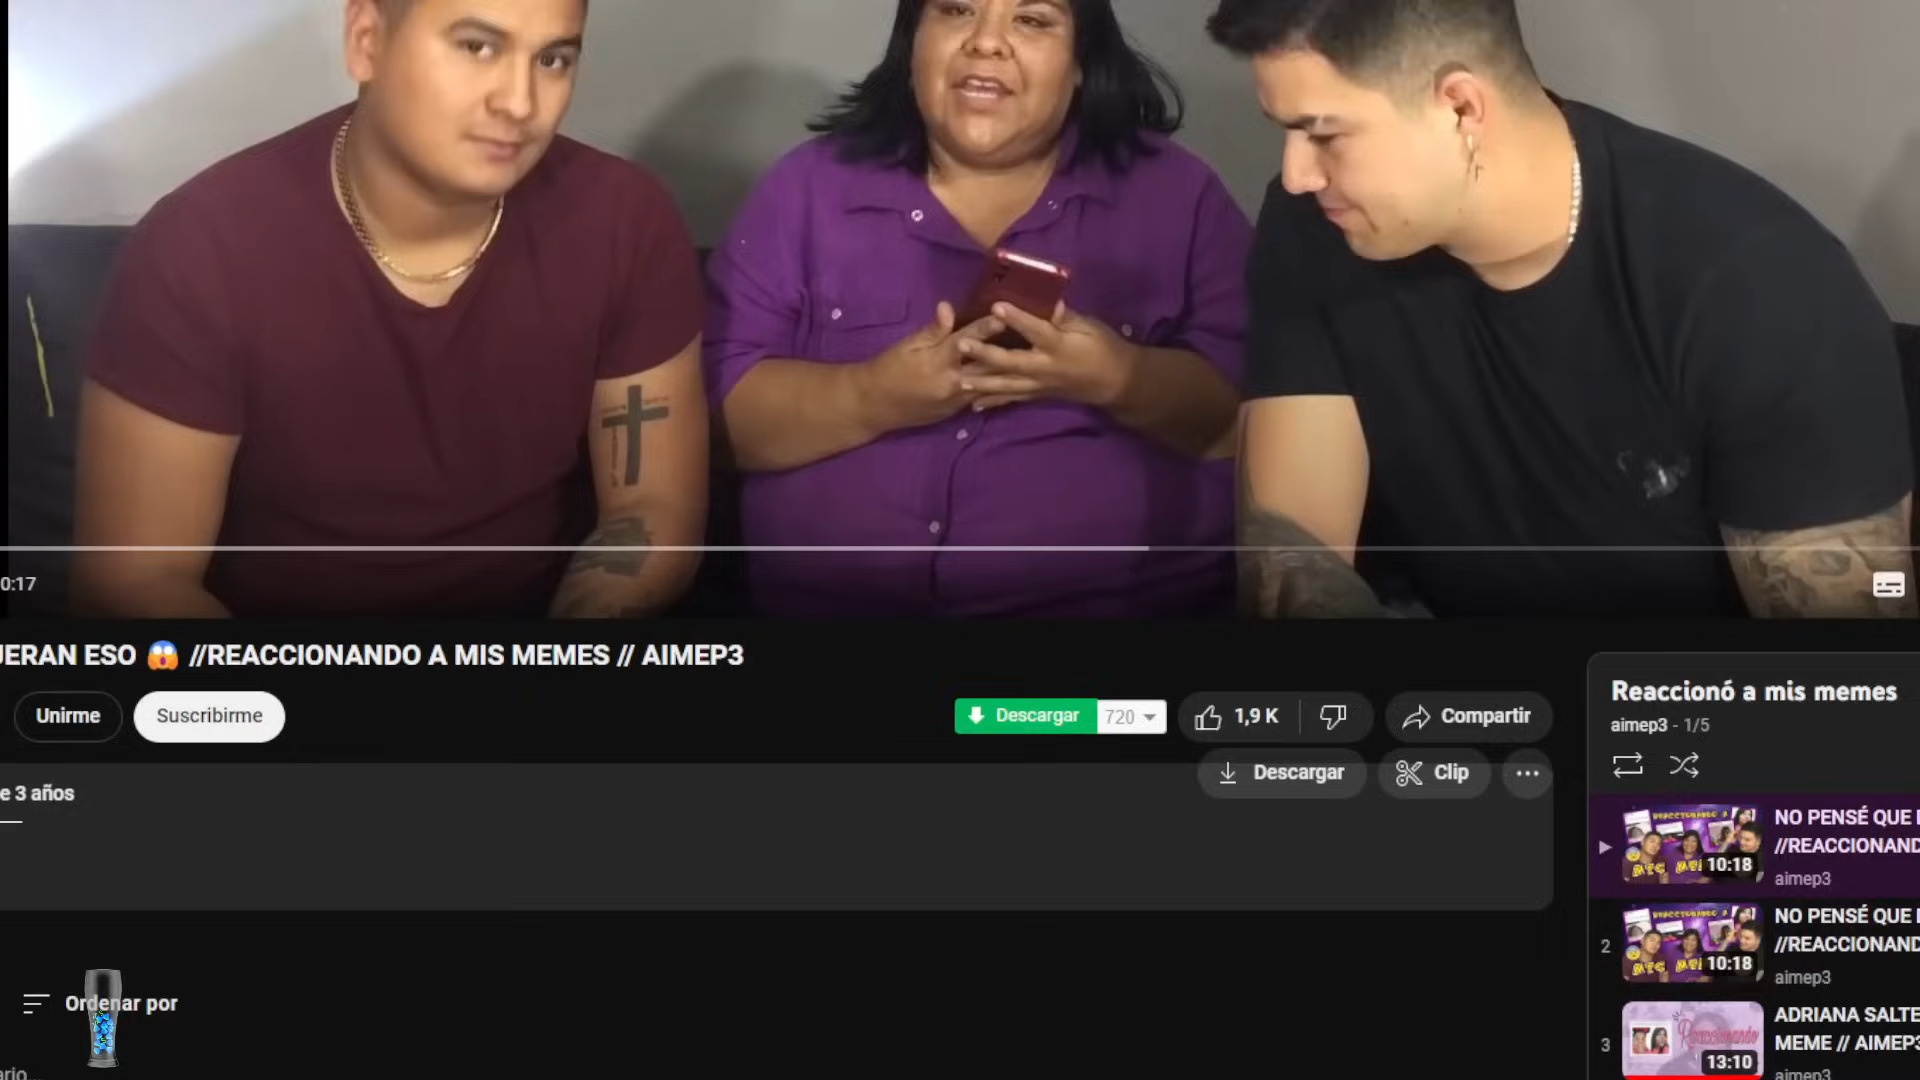 0:17
ERAN ESO 😱 //REACCIONANDO A MIS MEMES // AIMEP3
Unirme
Suscribirme
Descargar
720
1,9 K
Compartir
Descargar
Clip
e 3 años
Ordenar por
ario...
Reaccionó a mis memes
aimep3 - 1/5
NO PENSÉ QUE
//REACCIONAND
aimep3
10:18
2
NO PENSÉ QUE
//REACCIONAND
aimep3
10:18
3
ADRIANA SALTE
MEME // AIMEP3
aimep3
13:10